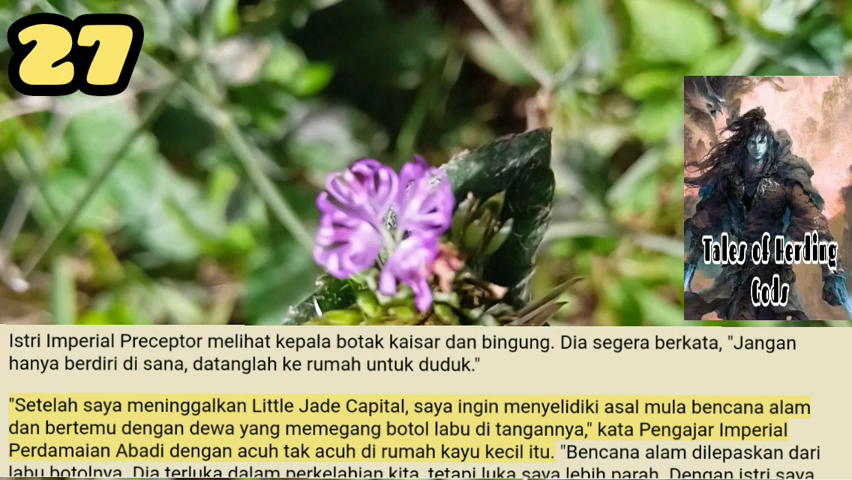 27
Tales of Herding
Gods
Istri Imperial Preceptor melihat kepala botak kaisar dan bingung. Dia segera berkata, "Jangan
hanya berdiri di sana, datanglah ke rumah untuk duduk."
"Setelah saya meninggalkan Little Jade Capital, saya ingin menyelidiki asal mula bencana alam
dan bertemu dengan dewa yang memegang botol labu di tangannya," kata Pengajar Imperial
Perdamaian Abadi dengan acuh tak acuh di rumah kayu kecil itu. "Bencana alam dilepaskan dari
labu botolnya. Dia terluka dalam perkelahian kita, tetapi luka saya lebih parah. Dengan istri saya